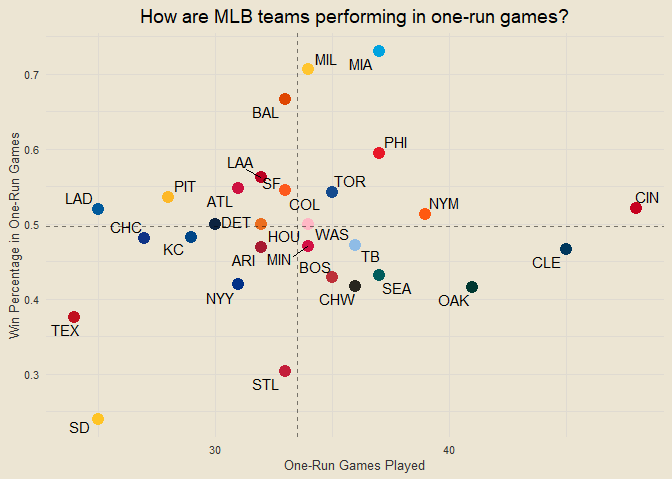 How are MLB teams performing in one-run games?
0.7
MIL
MIA
BAL
0.6
PHI
LAA
SF
PIT
ATL
TOR
LAD
COL
NYM
CIN
0.5
CHC
DET
KC
HOU
WAS
ARI
MIN
TB
BOS
CLE
0.4
NYY
CHW
SEA
OAK
TEX
0.3
STL
SD
30
40
One-Run Games Played
Win Percentage in One-Run Games